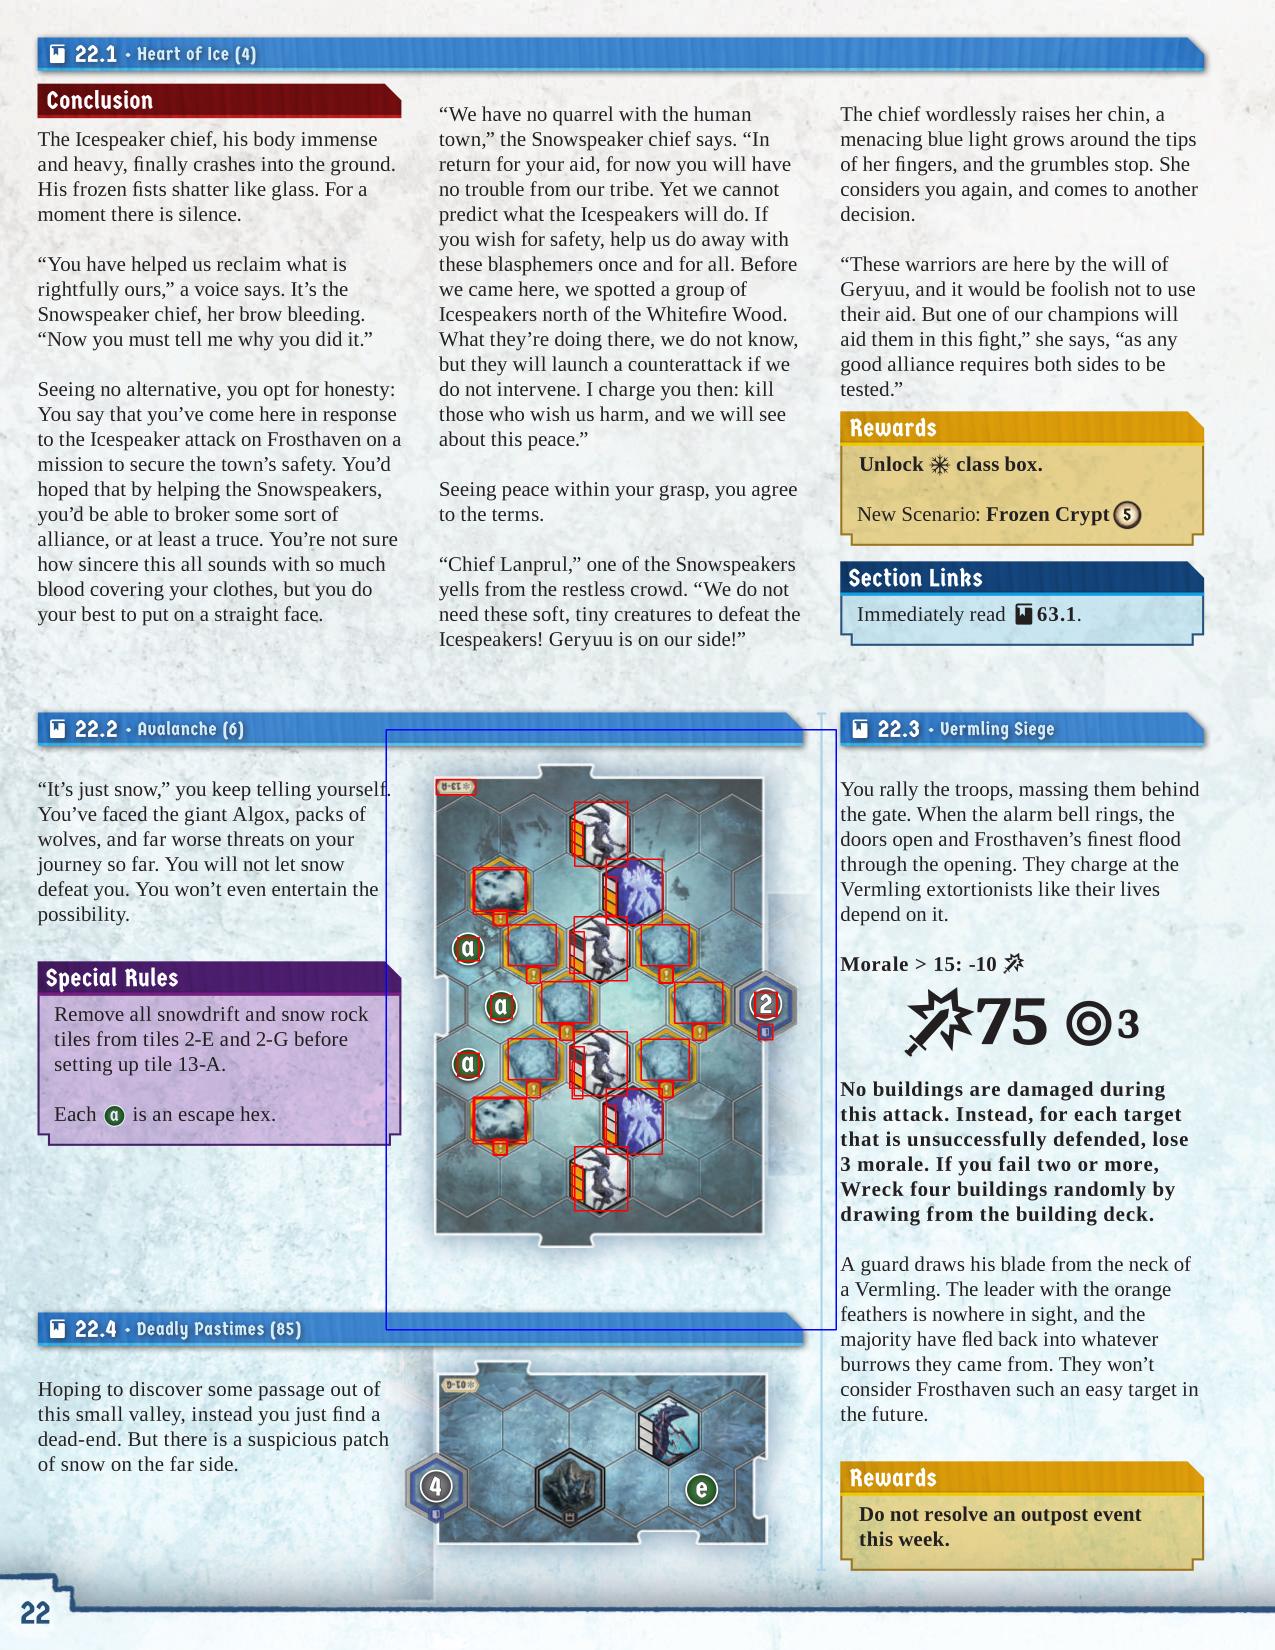 22.1 • Heart of Ice (4)
Conclusion
The Icespeaker chief, his body immense
and heavy, finally crashes into the ground.
His frozen fists shatter like glass. For a
moment there is silence.
“You have helped us reclaim what is
rightfully ours,” a voice says. It’s the
Snowspeaker chief, her brow bleeding.
“Now you must tell me why you did it.”
Seeing no alternative, you opt for honesty:
You say that you’ve come here in response
to the Icespeaker attack on Frosthaven on a
mission to secure the town’s safety. You’d
hoped that by helping the Snowspeakers,
you’d be able to broker some sort of
alliance, or at least a truce. You’re not sure
how sincere this all sounds with so much
blood covering your clothes, but you do
your best to put on a straight face.
“We have no quarrel with the human
town,” the Snowspeaker chief says. “In
return for your aid, for now you will have
no trouble from our tribe. Yet we cannot
predict what the Icespeakers will do. If
you wish for safety, help us do away with
these blasphemers once and for all. Before
we came here, we spotted a group of
Icespeakers north of the Whitefire Wood.
What they’re doing there, we do not know,
but they will launch a counterattack if we
do not intervene. I charge you then: kill
those who wish us harm, and we will see
about this peace.”
Seeing peace within your grasp, you agree
to the terms.
“Chief Lanprul,” one of the Snowspeakers
yells from the restless crowd. “We do not
need these soft, tiny creatures to defeat the
Icespeakers! Geryuu is on our side!”
The chief wordlessly raises her chin, a
menacing blue light grows around the tips
of her fingers, and the grumbles stop. She
considers you again, and comes to another
decision.
“These warriors are here by the will of
Geryuu, and it would be foolish not to use
their aid. But one of our champions will
aid them in this fight,” she says, “as any
good alliance requires both sides to be
tested.”
Rewards
Unlock class box.
New Scenario: Frozen Crypt 5
Section Links
Immediately read 63.1.
22.2 • Avalanche (6)
“It’s just snow,” you keep telling yourself.
You’ve faced the giant Algox, packs of
wolves, and far worse threats on your
journey so far. You will not let snow
defeat you. You won’t even entertain the
possibility.
Special Rules
Remove all snowdrift and snow rock
tiles from tiles 2-E and 2-G before
setting up tile 13-A.
Each a is an escape hex.
13-A
!
!
a
!
!
a
2
!
!
a
!
!
!
!
22.3 • Vermling Siege
You rally the troops, massing them behind
the gate. When the alarm bell rings, the
doors open and Frosthaven’s finest flood
through the opening. They charge at the
Vermling extortionists like their lives
depend on it.
Morale > 15: -10
75 3
No buildings are damaged during
this attack. Instead, for each target
that is unsuccessfully defended, lose
3 morale. If you fail two or more,
Wreck four buildings randomly by
drawing from the building deck.
A guard draws his blade from the neck of
a Vermling. The leader with the orange
feathers is nowhere in sight, and the
majority have fled back into whatever
burrows they came from. They won’t
consider Frosthaven such an easy target in
the future.
Rewards
Do not resolve an outpost event
this week.
22.4 • Deadly Pastimes (85)
Hoping to discover some passage out of
this small valley, instead you just find a
dead-end. But there is a suspicious patch
of snow on the far side.
01-G
4
e
22